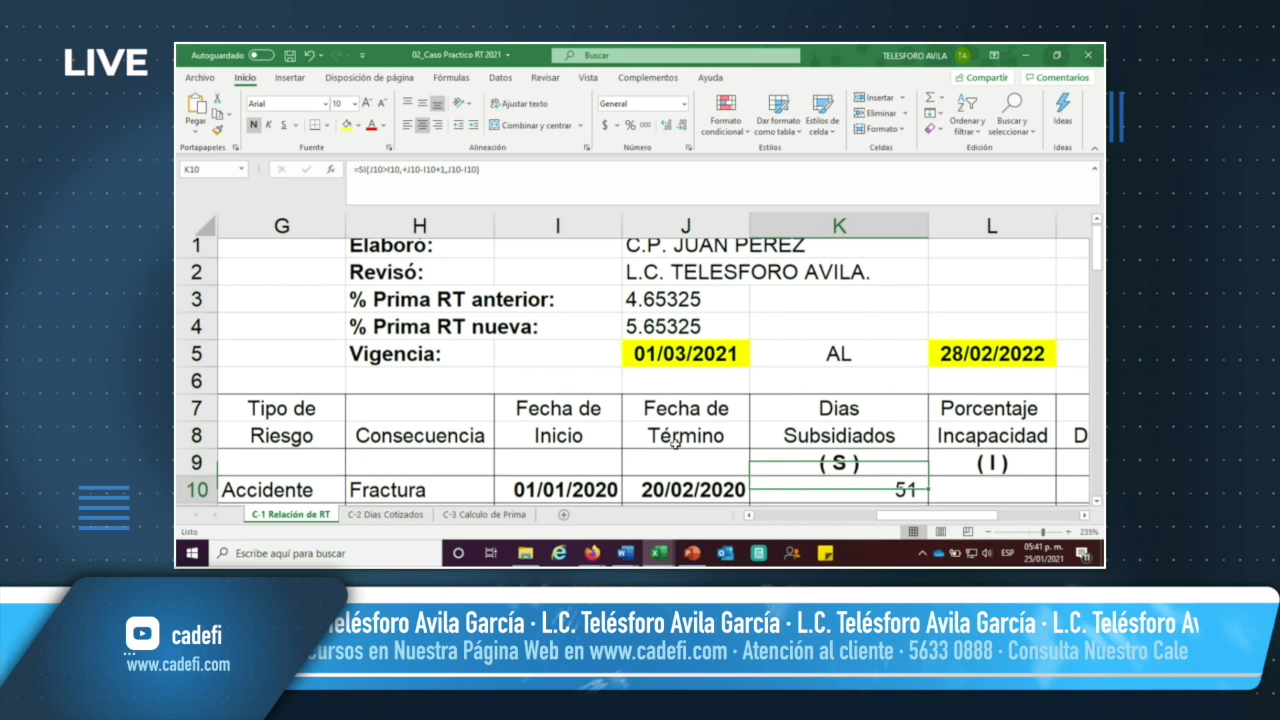 LIVE
Autoguardado
02_Caso Practico RT 2021
Buscar
TELESFORO AVILA
TA
Archivo
Inicio
Insertar
Disposición de página
Fórmulas
Datos
Revisar
Vista
Complementos
Ayuda
Compartir
Comentarios
Pegar
Arial
10
N K S
Ajustar texto
Combinar y centrar
General
$ % 000
Formato condicional
Dar formato como tabla
Estilos de celda
Insertar
Eliminar
Formato
Ordenar y filtrar
Buscar y seleccionar
Ideas
Portapapeles
Fuente
Alineación
Número
Estilos
Celdas
Edición
Ideas
K10
fx
=SI(J10>I10,+J10-I10+1,J10-I10)
G H I J K L
1 Elaboró: C.P. JUAN PEREZ
2 Revisó: L.C. TELESFORO AVILA.
3 % Prima RT anterior: 4.65325
4 % Prima RT nueva: 5.65325
5 Vigencia: 01/03/2021 AL 28/02/2022
6
7 Tipo de Fecha de Fecha de Dias Porcentaje
8 Riesgo Consecuencia Inicio Término Subsidiados Incapacidad D
9 ( S ) ( I )
10 Accidente Fractura 01/01/2020 20/02/2020 51
C-1 Relación de RT
C-2 Dias Cotizados
C-3 Calculo de Prima
Listo
235%
Escribe aquí para buscar
ESP
05:41 p. m.
25/01/2021
cadefi
www.cadefi.com
Telésforo Avila García · L.C. Telésforo Avila García · L.C. Telésforo Avila García · L.C. Telésforo Av
cursos en Nuestra Página Web en www.cadefi.com · Atención al cliente · 5633 0888 · Consulta Nuestro Cale